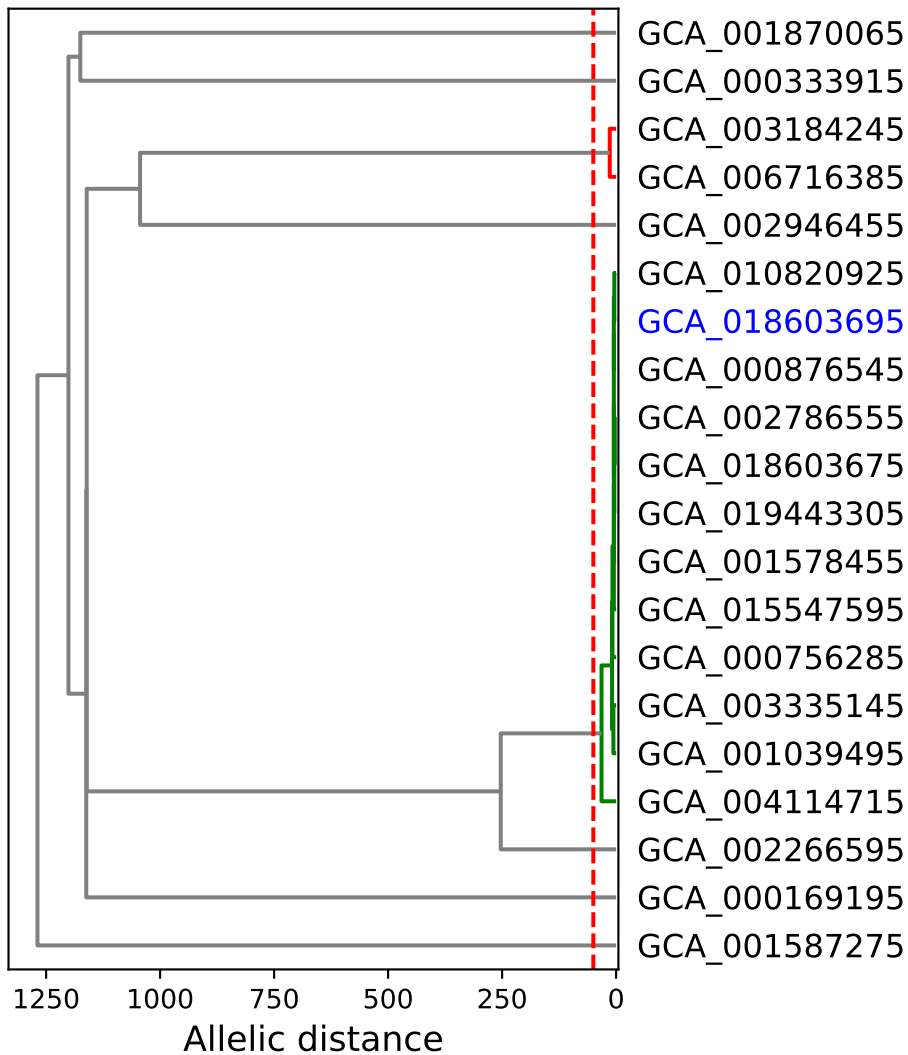 GCA_001870065
GCA_000333915
GCA_003184245
GCA_006716385
GCA_002946455
GCA_010820925
GCA_018603695
GCA_000876545
GCA_002786555
GCA_018603675
GCA_019443305
GCA_001578455
GCA_015547595
GCA_000756285
GCA_003335145
GCA_001039495
GCA_004114715
GCA_002266595
GCA_000169195
GCA_001587275
1250 1000 750 500 250 0
Allelic distance